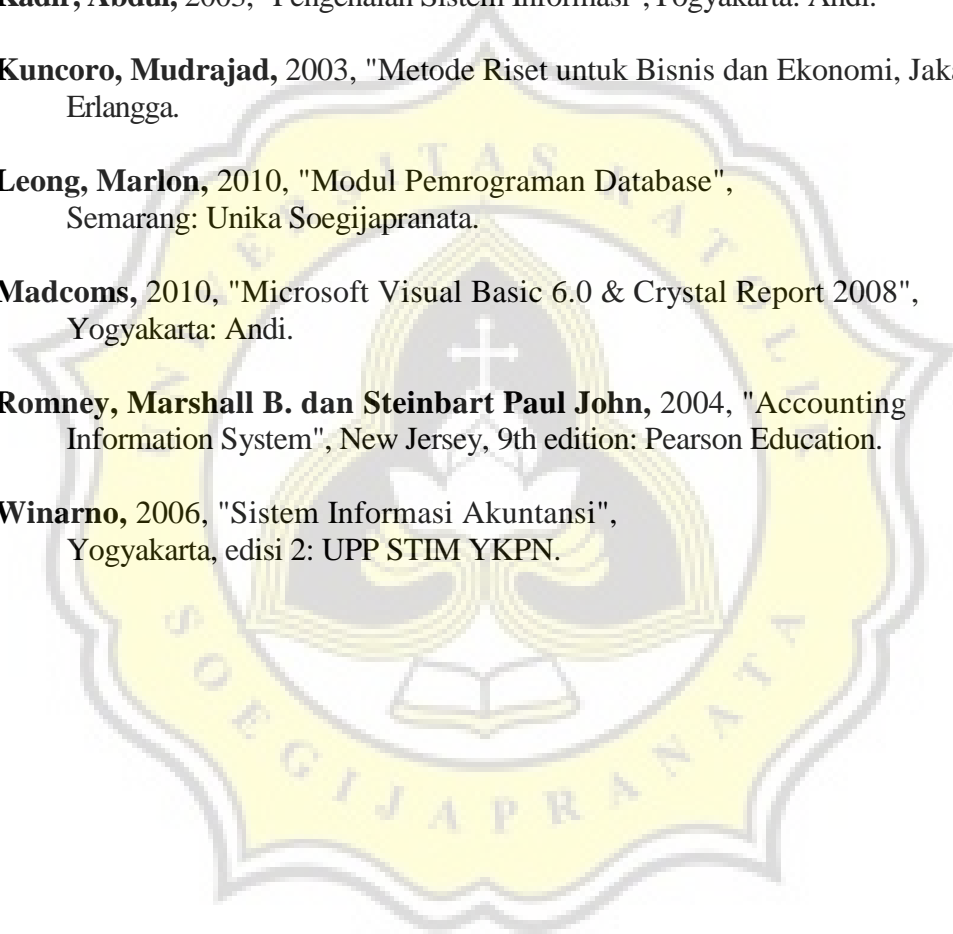 Kadir, Abdul, 2003, "Pengenalan Sistem Informasi",Yogyakarta: Andi.
Kuncoro, Mudrajad, 2003, "Metode Riset untuk Bisnis dan Ekonomi, Jaka
Erlangga.
Leong, Marlon, 2010, "Modul Pemrograman Database",
Semarang: Unika Soegijapranata.
Madcoms, 2010, "Microsoft Visual Basic 6.0 & Crystal Report 2008",
Yogyakarta: Andi.
Romney, Marshall B. dan Steinbart Paul John, 2004, "Accounting
Information System", New Jersey, 9th edition: Pearson Education.
Winarno, 2006, "Sistem Informasi Akuntansi",
Yogyakarta, edisi 2: UPP STIM YKPN.
UNIVERSITAS KATOLIK
SOEGIJAPRANATA